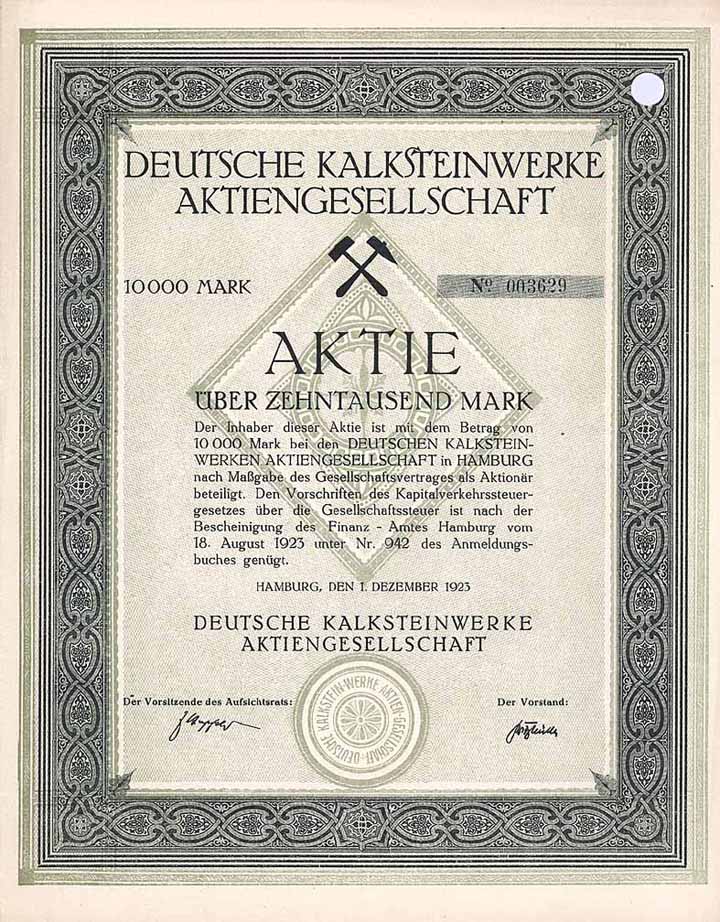 DEUTSCHE KALKSTEINWERKE
AKTIENGESELLSCHAFT
10000 MARK
No 003629
AKTIE
ÜBER ZEHNTAUSEND MARK
Der Inhaber dieser Aktie ist mit dem Betrag von
10 000 Mark bei den DEUTSCHEN KALKSTEIN-
WERKEN AKTIENGESELLSCHAFT in HAMBURG
nach Maßgabe des Gesellschaftsvertrages als Aktionär
beteiligt. Den Vorschriften des Kapitalverkehrssteuer-
gesetzes über die Gesellschaftssteuer ist nach der
Bescheinigung des Finanz - Amtes Hamburg vom
18. August 1923 unter Nr. 942 des Anmeldungs-
buches genügt.
HAMBURG, DEN 1. DEZEMBER 1923
DEUTSCHE KALKSTEINWERKE
AKTIENGESELLSCHAFT
Der Vorsitzende des Aufsichtsrats:
Der Vorstand:
DEUTSCHE KALKSTEIN-WERKE AKTIEN-GESELLSCHAFT